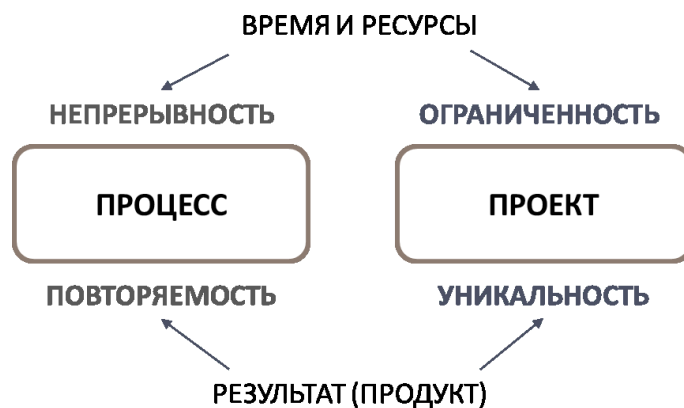 ВРЕМЯ И РЕСУРСЫ
НЕПРЕРЫВНОСТЬ
ОГРАНИЧЕННОСТЬ
ПРОЦЕСС
ПРОЕКТ
ПОВТОРЯЕМОСТЬ
УНИКАЛЬНОСТЬ
РЕЗУЛЬТАТ (ПРОДУКТ)